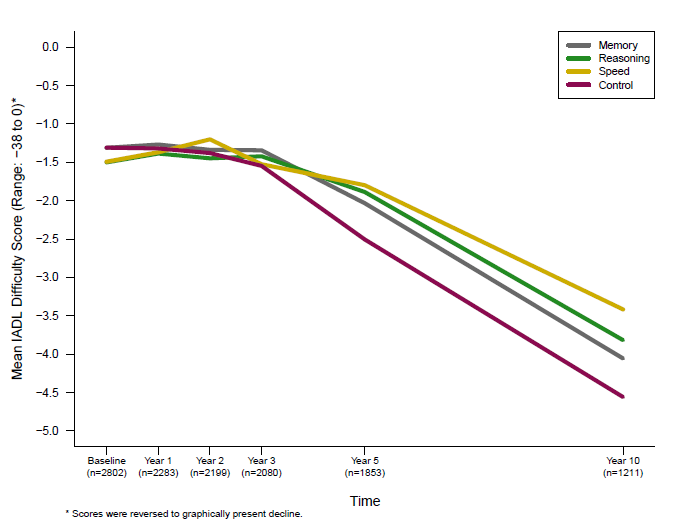 Mean IADL Difficulty Score (Range: −38 to 0)*
0.0
−0.5
−1.0
−1.5
−2.0
−2.5
−3.0
−3.5
−4.0
−4.5
−5.0
Memory
Reasoning
Speed
Control
Baseline Year 1 Year 2 Year 3 Year 5 Year 10
(n=2802) (n=2283) (n=2199) (n=2080) (n=1853) (n=1211)
Time
* Scores were reversed to graphically present decline.